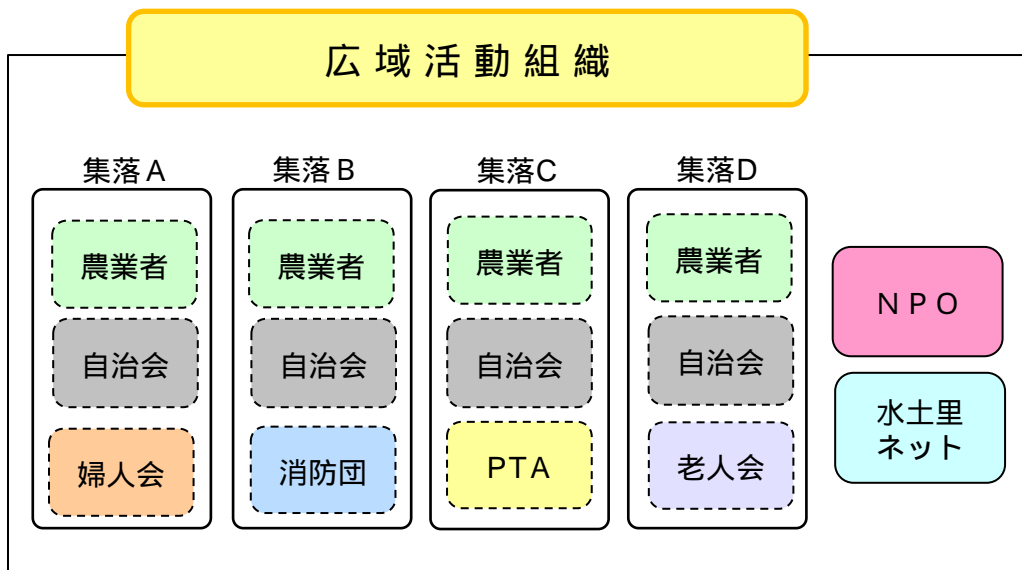 広域活動組織
集落A
農業者
自治会
婦人会
集落B
農業者
自治会
消防団
集落C
農業者
自治会
PTA
集落D
農業者
自治会
老人会
NPO
水土里
ネット